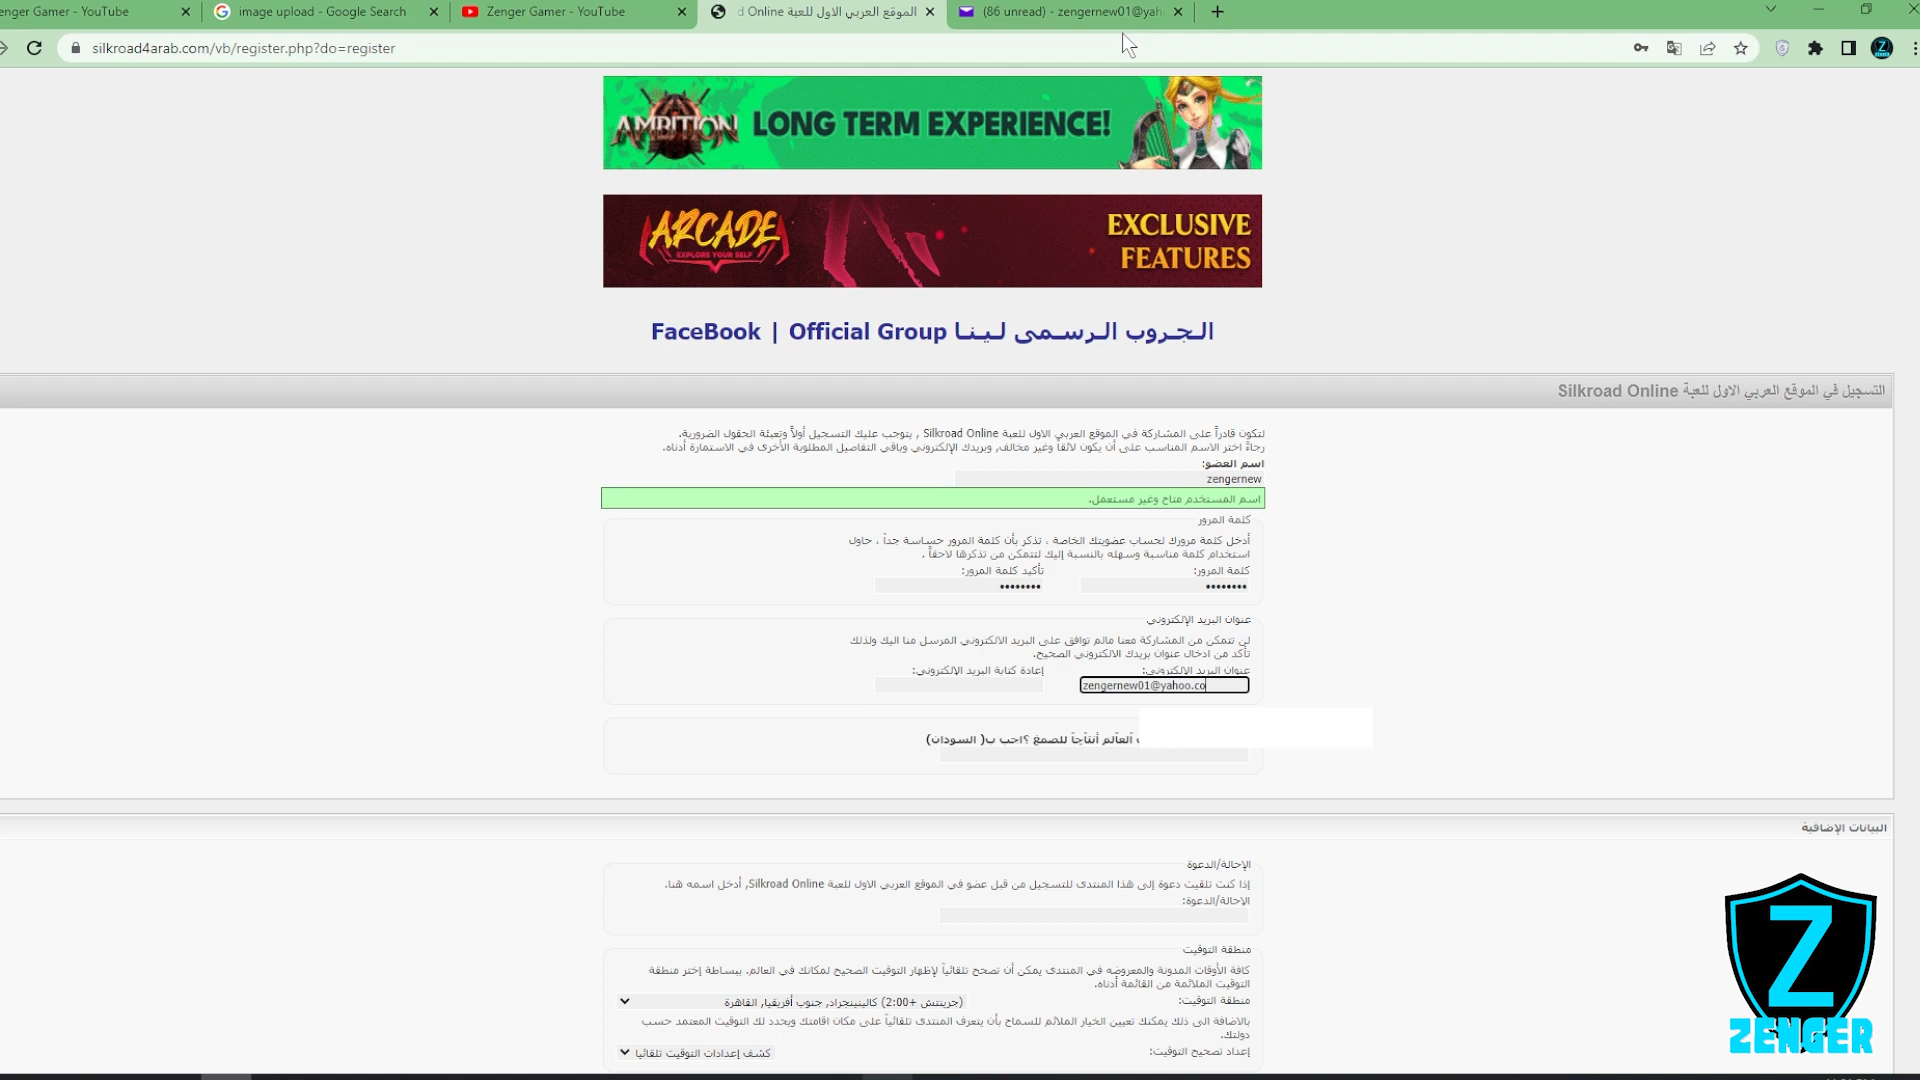 enger Gamer - YouTube
image upload - Google Search
Zenger Gamer - YouTube
الموقع العربي الاول للعبة Online
(86 unread) - zengernew01@yah
silkroad4arab.com/vb/register.php?do=register
AMBITION LONG TERM EXPERIENCE!
ARCADE
EXPLORE YOUR SELF
EXCLUSIVE
FEATURES
FaceBook | Official Group الـجـروب الـرسـمـى لـيـنـا
التسجيل في الموقع العربي الاول للعبة Silkroad Online
لتكون قادراً على المشاركة في الموقع العربي الاول للعبة Silkroad Online , يتوجب عليك التسجيل أولاً وتعبئة الحقول الضرورية.
رجاءً اختر الاسم المناسب على أن يكون لائقاً وغير مخالف, وبريدك الإلكتروني وباقي التفاصيل المطلوبة الأخرى في الاستمارة أدناه.
اسم العضو:
zengernew
اسم المستخدم متاح وغير مستعمل.
كلمة المرور
أدخل كلمة مرورك لحساب عضويتك الخاصة ، تذكر بأن كلمة المرور حساسة جداً ، حاول
استخدام كلمة مناسبة وسهله بالنسبة إليك لتتمكن من تذكرها لاحقاً .
كلمة المرور: تأكيد كلمة المرور:
•••••••• ••••••••
عنوان البريد الإلكتروني
لن تتمكن من المشاركة معنا مالم توافق على البريد الالكتروني المرسل منا اليك ولذلك
تأكد من ادخال عنوان بريدك الالكتروني الصحيح.
عنوان البريد الإلكتروني: إعادة كتابة البريد الإلكتروني:
zengernew01@yahoo.co
العالم أنتاجاً للصمغ ؟اجب ب( السودان)
البيانات الإضافية
الإحالة/الدعوة
إذا كنت تلقيت دعوة إلى هذا المنتدى للتسجيل من قبل عضو في الموقع العربي الاول للعبة Silkroad Online, أدخل اسمه هنا.
الإحالة/الدعوة:
منطقة التوقيت
كافة الأوقات المدونة والمعروضه في المنتدى يمكن أن تصحح تلقائياً لإظهار التوقيت الصحيح لمكانك في العالم. ببساطة إختر منطقة
التوقيت الملائمة من القائمة أدناه.
منطقة التوقيت: (جرينتش +2:00) كالينينجراد, جنوب أفريقيا, القاهرة
بالاضافة الى ذلك يمكنك تعيين الخيار الملائم للسماح بأن يتعرف المنتدى تلقائياً على مكان اقامتك ويحدد لك التوقيت المعتمد حسب
دولتك.
إعداد تصحيح التوقيت: كشف إعدادات التوقيت تلقائيا
Z
ZENGER